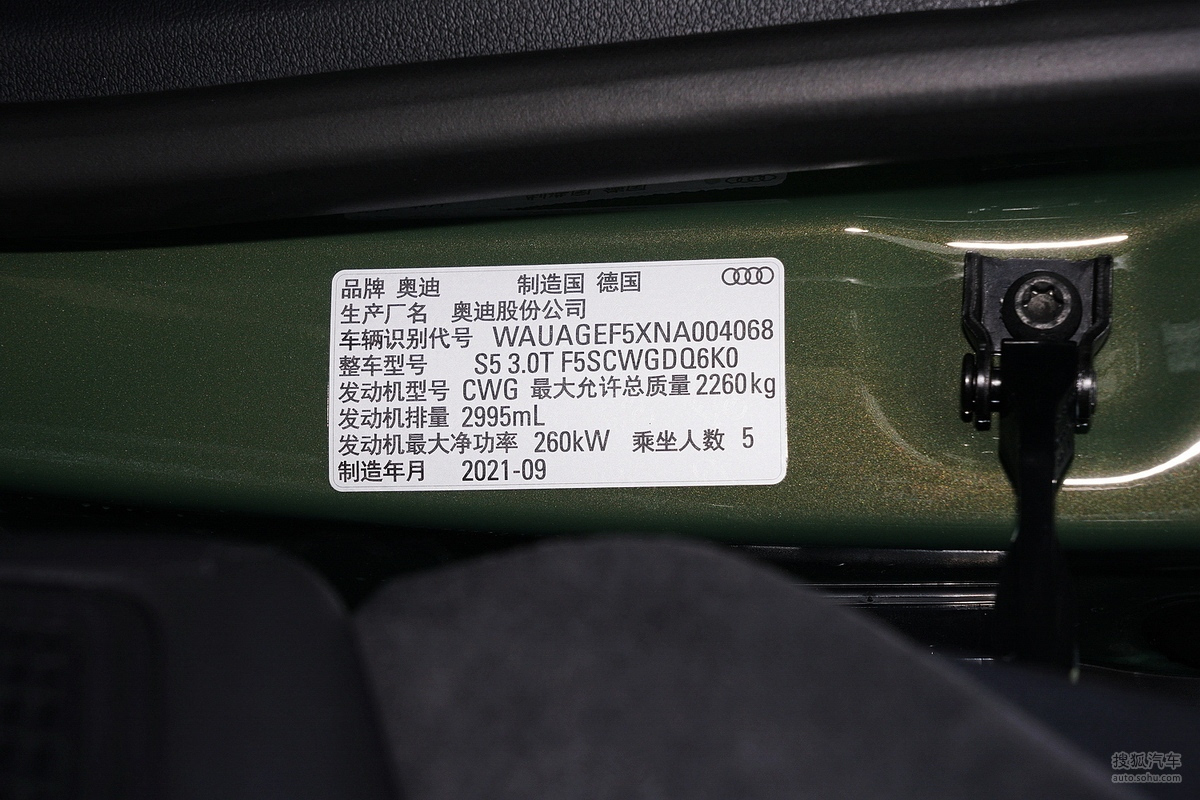 品牌 奥迪 制造国 德国
生产厂名 奥迪股份公司
车辆识别代号 WAUAGEF5XNA004068
整车型号 S5 3.0T F5SCWGDQ6K0
发动机型号 CWG 最大允许总质量 2260kg
发动机排量 2995mL
发动机最大净功率 260kW 乘坐人数 5
制造年月 2021-09
搜狐汽车
auto.sohu.com